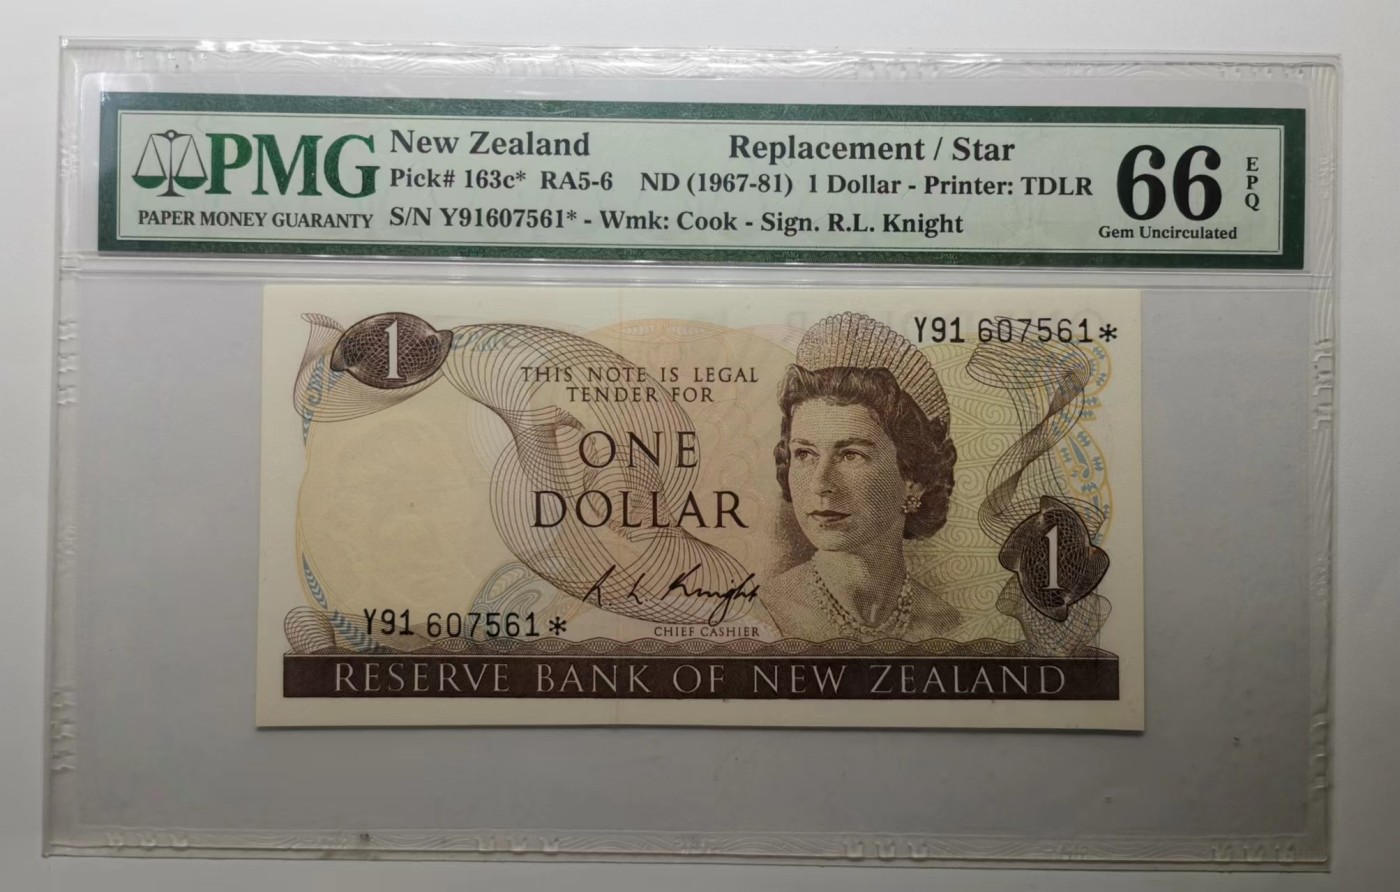 PMG
PAPER MONEY GUARANTY
New Zealand
Replacement / Star
Pick# 163c* RA5-6 ND (1967-81) 1 Dollar - Printer: TDLR
S/N Y91607561* - Wmk: Cook - Sign. R.L. Knight
66
EPQ
Gem Uncirculated
1
Y91 607561*
THIS NOTE IS LEGAL
TENDER FOR
ONE
DOLLAR
1
R L Knight
CHIEF CASHIER
Y91 607561*
RESERVE BANK OF NEW ZEALAND